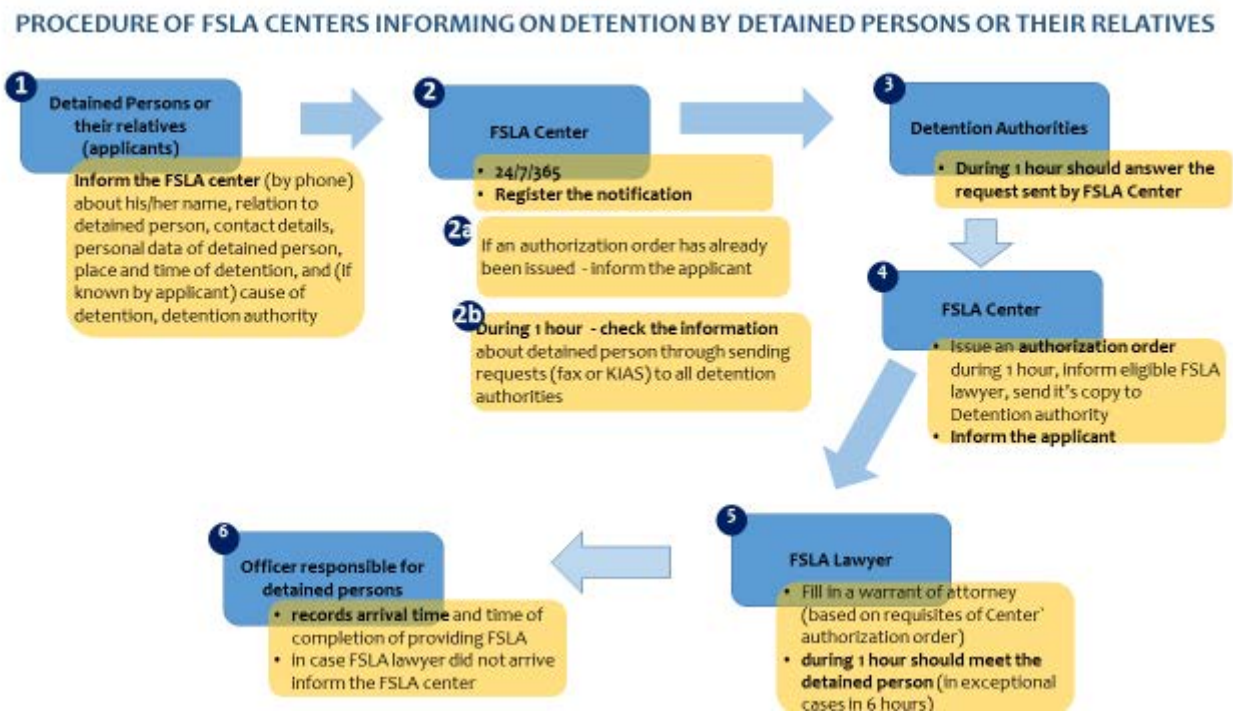 PROCEDURE OF FSLA CENTERS INFORMING ON DETENTION BY DETAINED PERSONS OR THEIR RELATIVES
1
Detained Persons or
their relatives
(applicants)
Inform the FSLA center (by phone)
about his/her name, relation to
detained person, contact details,
personal data of detained person,
place and time of detention, and (If
known by applicant) cause of
detention, detention authority
2
FSLA Center
• 24/7/365
• Register the notification
2a
If an authorization order has already
been issued - inform the applicant
2b
During 1 hour - check the information
about detained person through sending
requests (fax or KIAS) to all detention
authorities
3
Detention Authorities
• During 1 hour should answer the
request sent by FSLA Center
4
FSLA Center
• Issue an authorization order
during 1 hour, inform eligible FSLA
lawyer, send it's copy to
Detention authority
• Inform the applicant
5
FSLA Lawyer
• Fill in a warrant of attorney
(based on requisites of Center`
authorization order)
• during 1 hour should meet the
detained person (in exceptional
cases in 6 hours)
6
Officer responsible for
detained persons
• records arrival time and time of
completion of providing FSLA
• in case FSLA lawyer did not arrive
inform the FSLA center